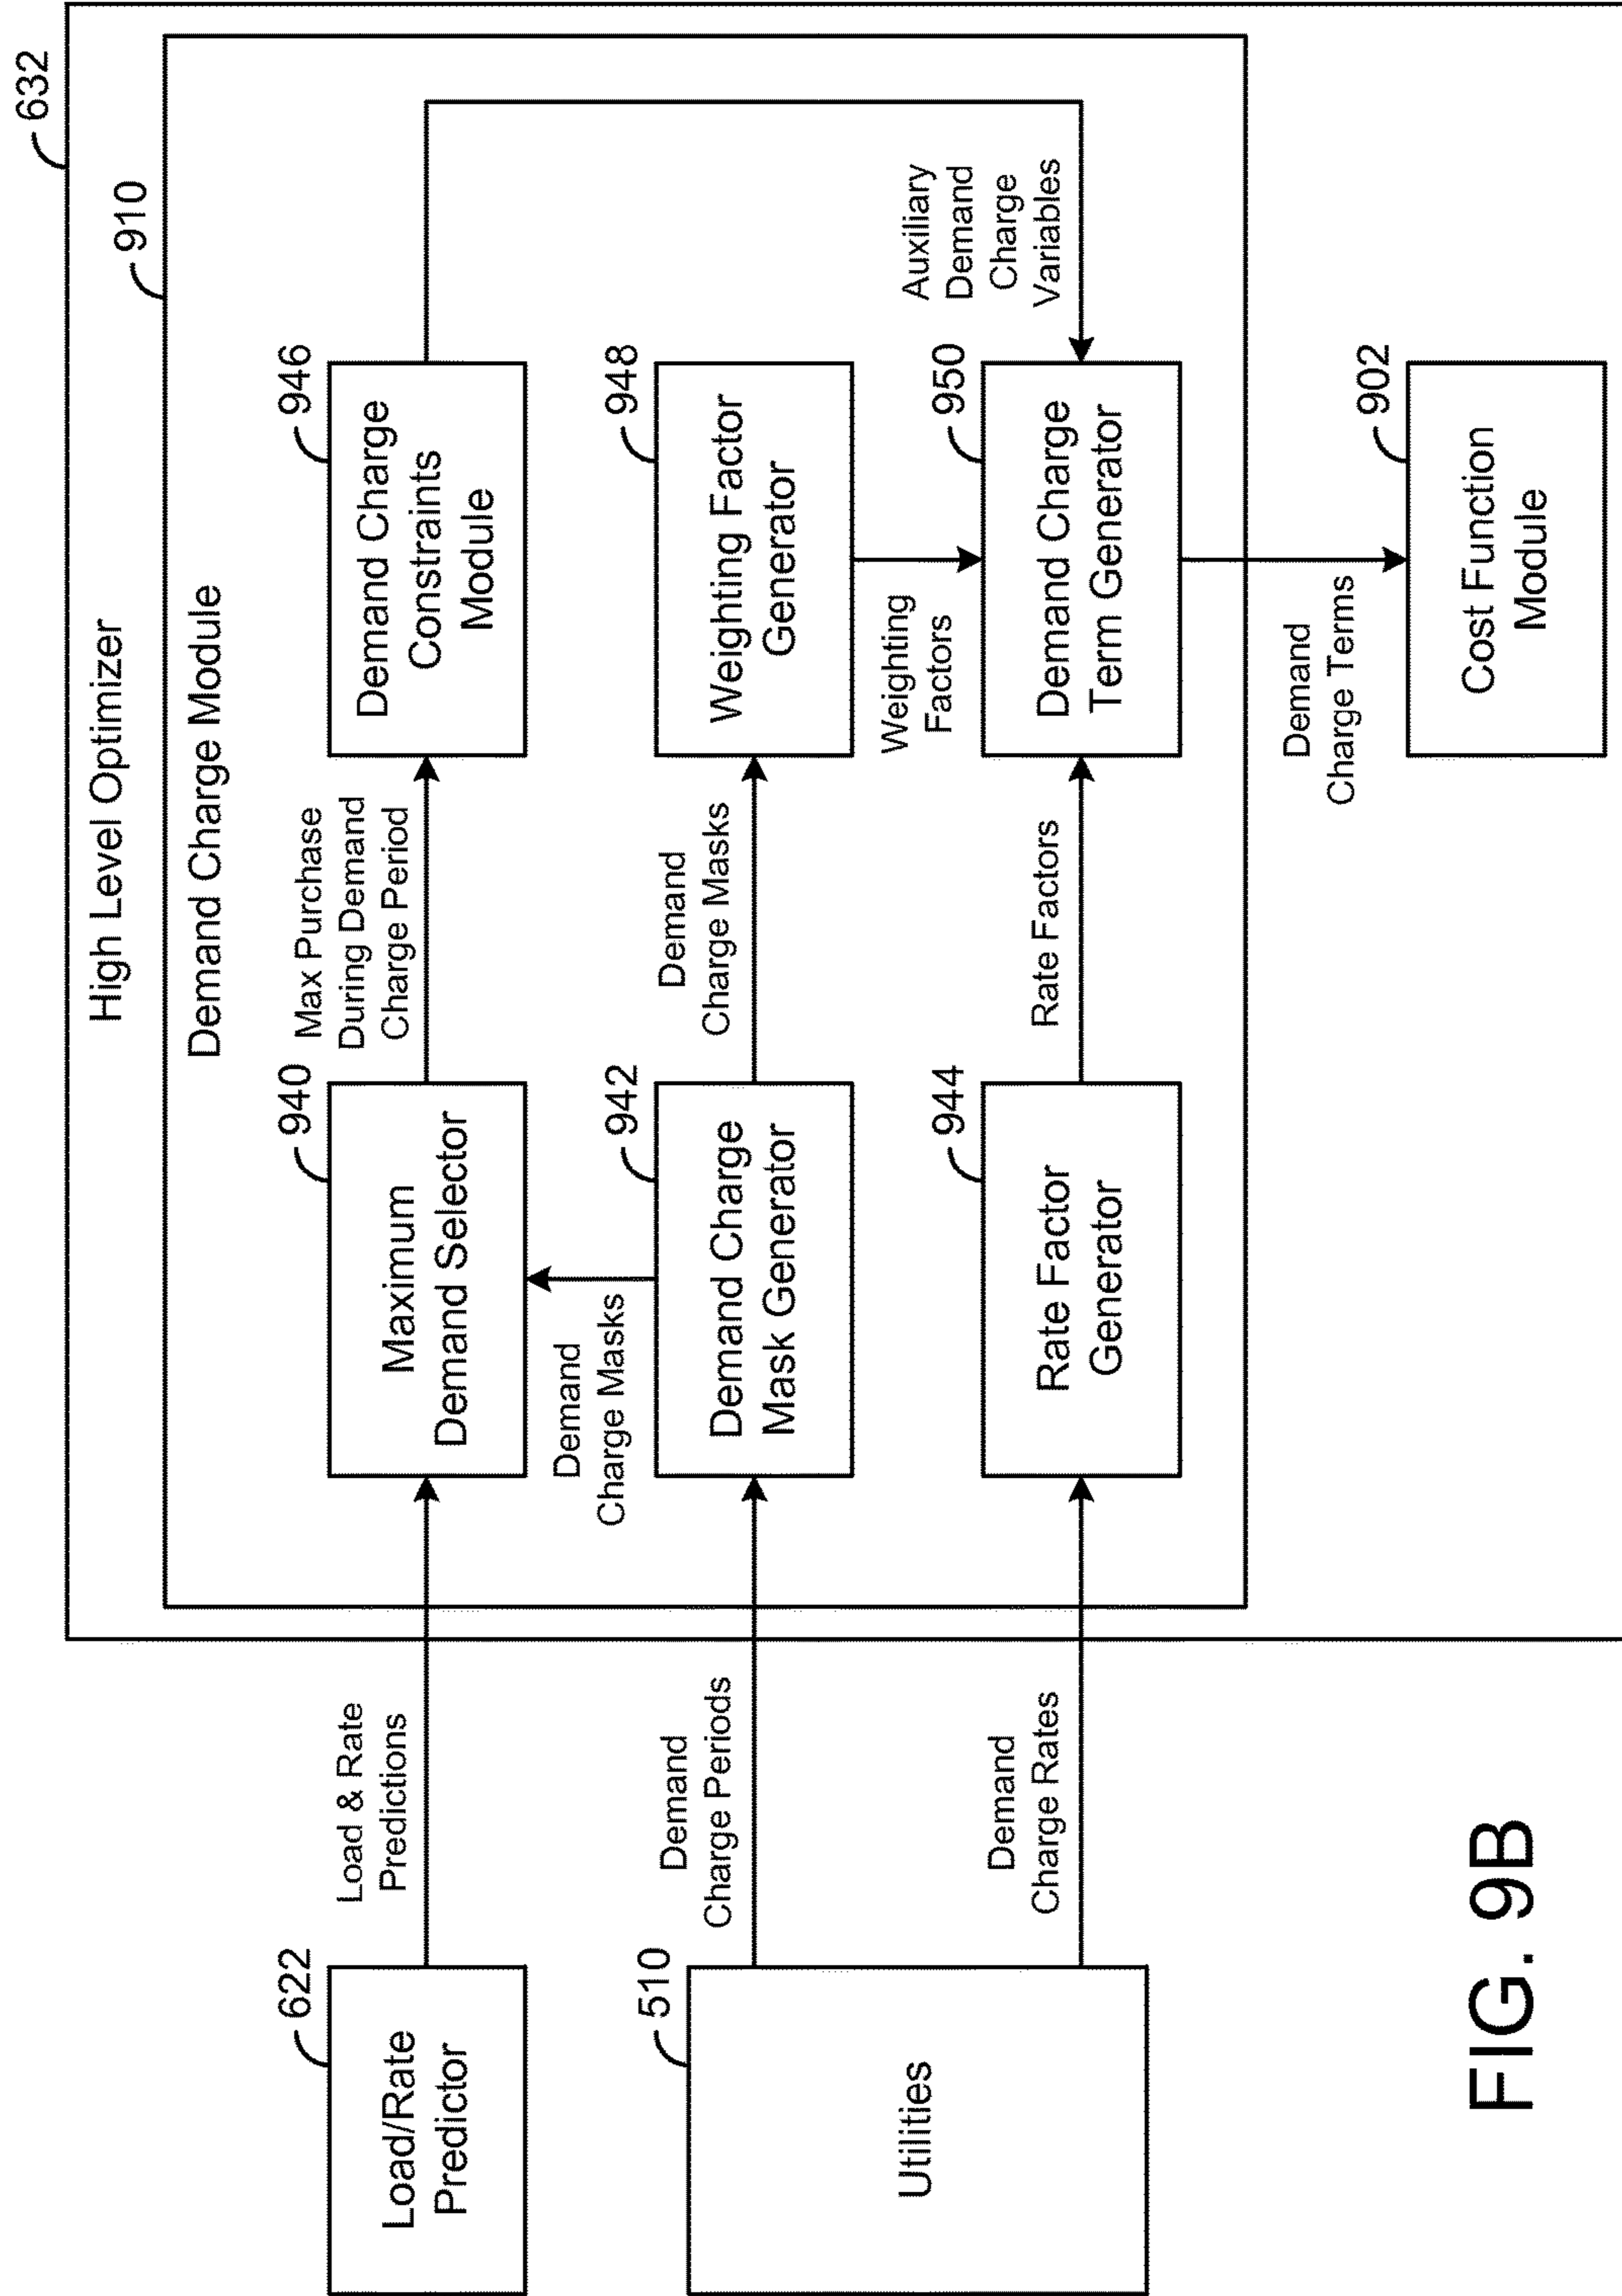 High Level Optimizer
632
Demand Charge Module
910
Load/Rate
Predictor
622
Load & Rate
Predictions
Maximum
Demand Selector
940
Max Purchase
During Demand
Charge Period
Demand Charge
Constraints
Module
946
Demand
Charge Masks
Utilities
510
Demand
Charge Periods
Demand Charge
Mask Generator
942
Demand
Charge Masks
Weighting Factor
Generator
948
Weighting
Factors
Auxiliary
Demand
Charge
Variables
Demand
Charge Rates
Rate Factor
Generator
944
Rate Factors
Demand Charge
Term Generator
950
Demand
Charge Terms
Cost Function
Module
902
FIG. 9B